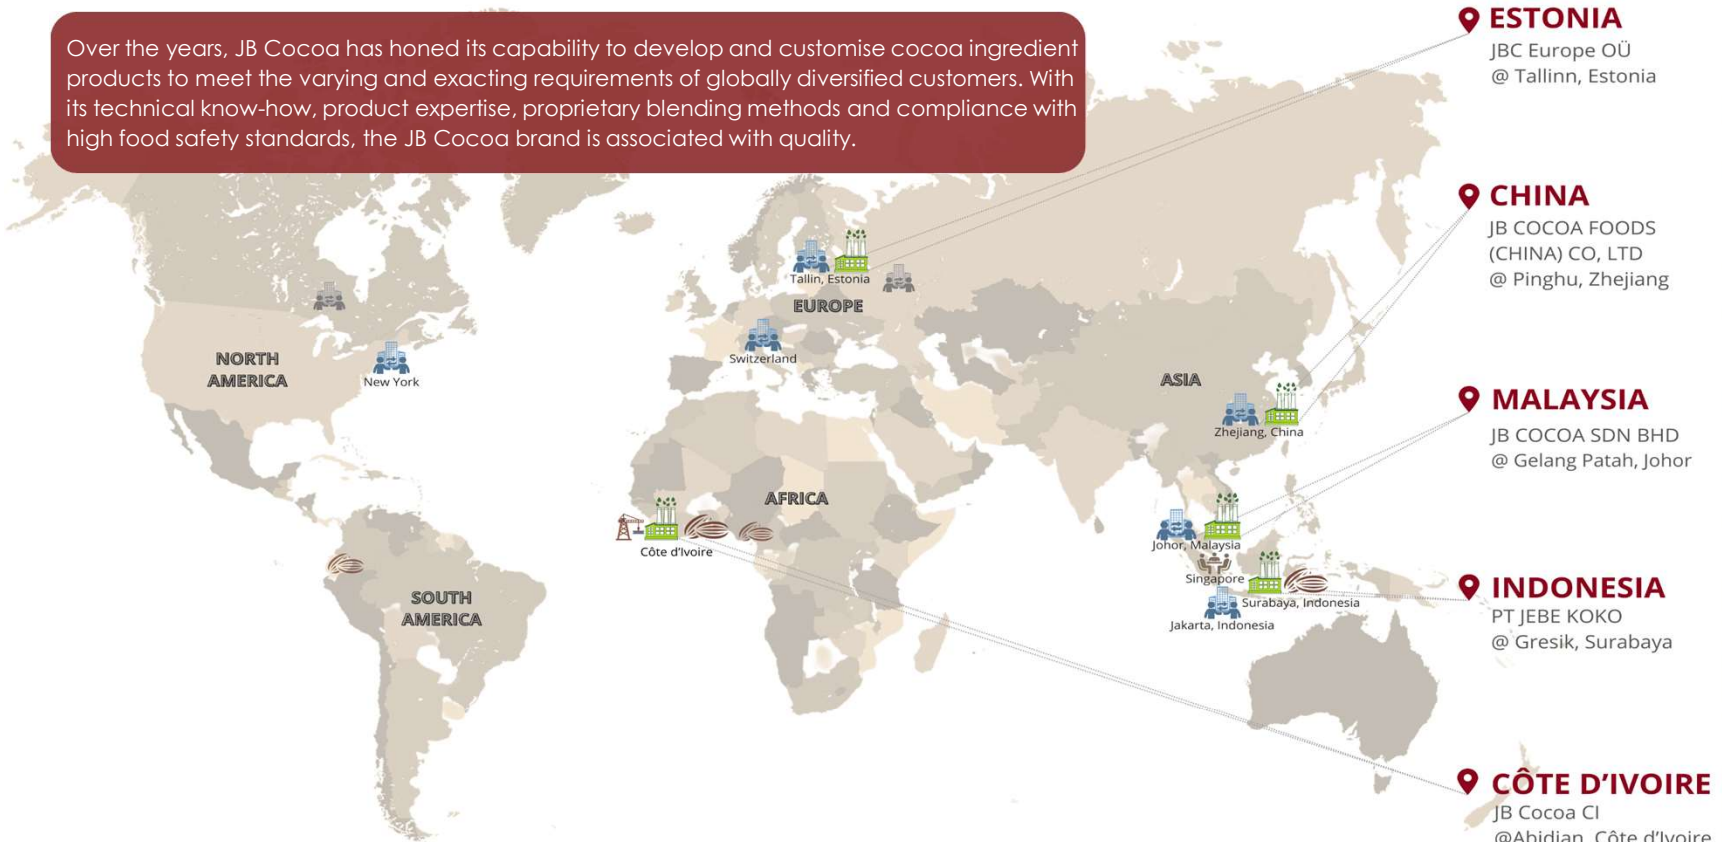 Over the years, JB Cocoa has honed its capability to develop and customise cocoa ingredient
products to meet the varying and exacting requirements of globally diversified customers. With
its technical know-how, product expertise, proprietary blending methods and compliance with
high food safety standards, the JB Cocoa brand is associated with quality.
ESTONIA
JBC Europe OÜ
@ Tallinn, Estonia
CHINA
JB COCOA FOODS
(CHINA) CO, LTD
@ Pinghu, Zhejiang
MALAYSIA
JB COCOA SDN BHD
@ Gelang Patah, Johor
INDONESIA
PT JEBE KOKO
@ Gresik, Surabaya
CÔTE D'IVOIRE
JB Cocoa CI
@Abidjan, Côte d'Ivoire
Tallin, Estonia
EUROPE
Switzerland
NORTH
AMERICA
New York
ASIA
Zhejiang, China
AFRICA
Côte d'Ivoire
Johor, Malaysia
Singapore
Surabaya, Indonesia
Jakarta, Indonesia
SOUTH
AMERICA